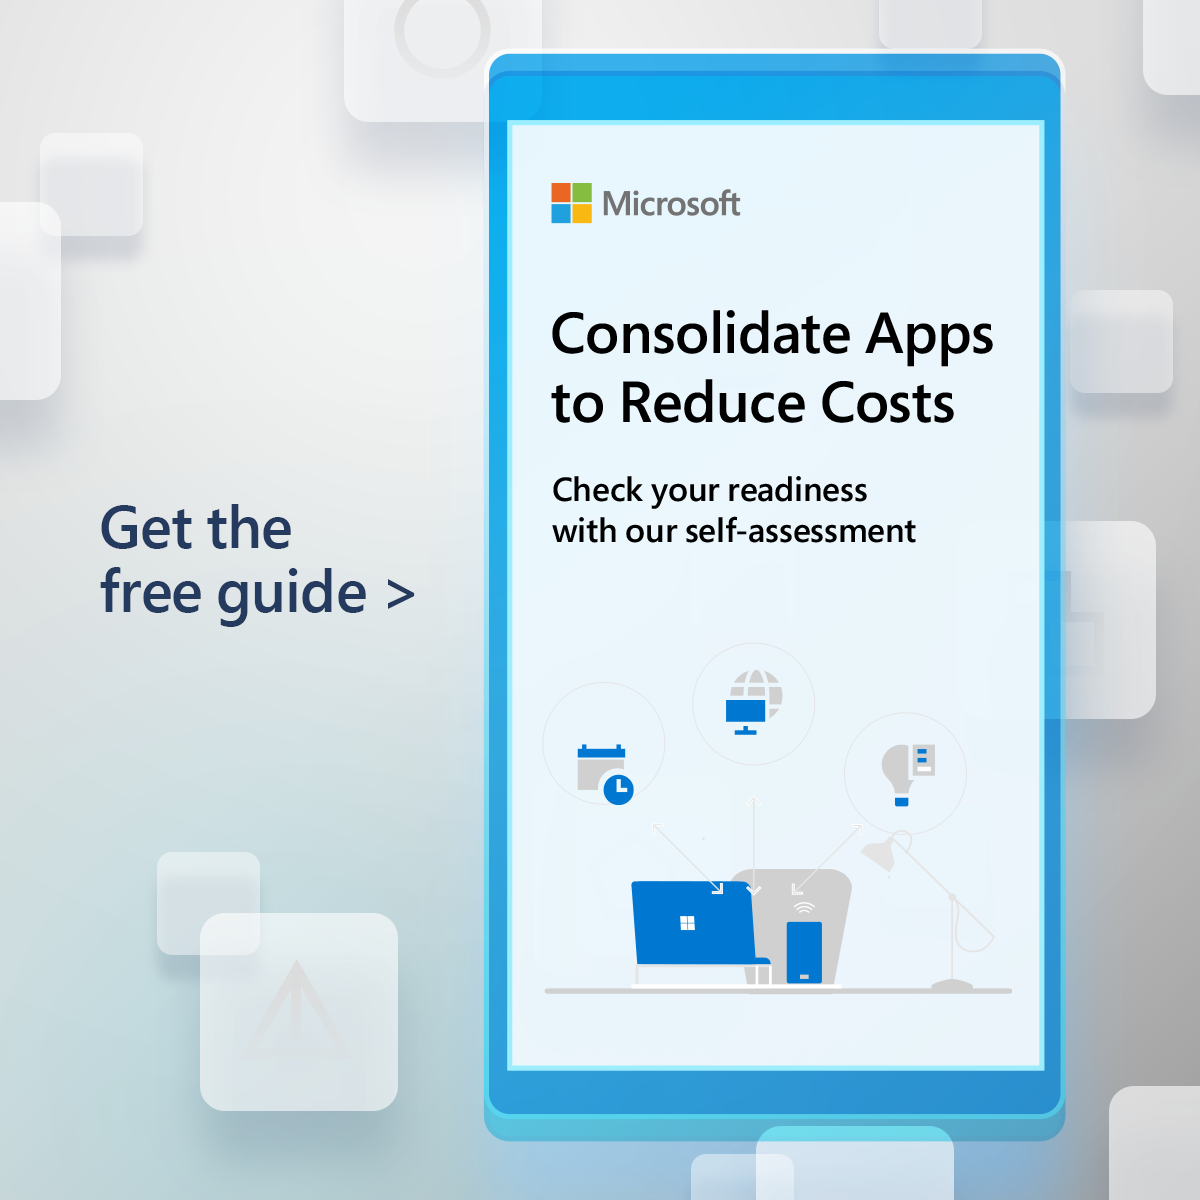 Microsoft
Consolidate Apps
to Reduce Costs
Check your readiness
with our self-assessment
Get the
free guide >